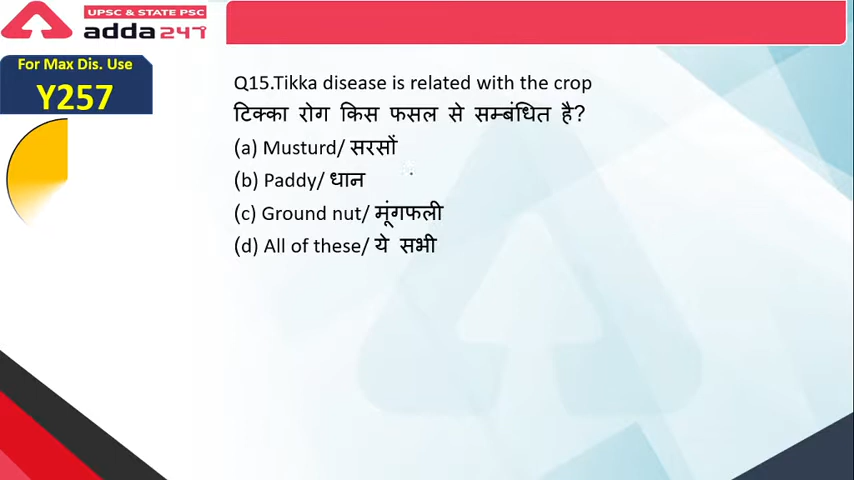 UPSC & STATE PSC
adda247
For Max Dis. Use
Y257
Q15.Tikka disease is related with the crop
टिक्का रोग किस फसल से सम्बंधित है?
(a) Musturd/ सरसों
(b) Paddy/ धान
(c) Ground nut/ मूंगफली
(d) All of these/ ये सभी